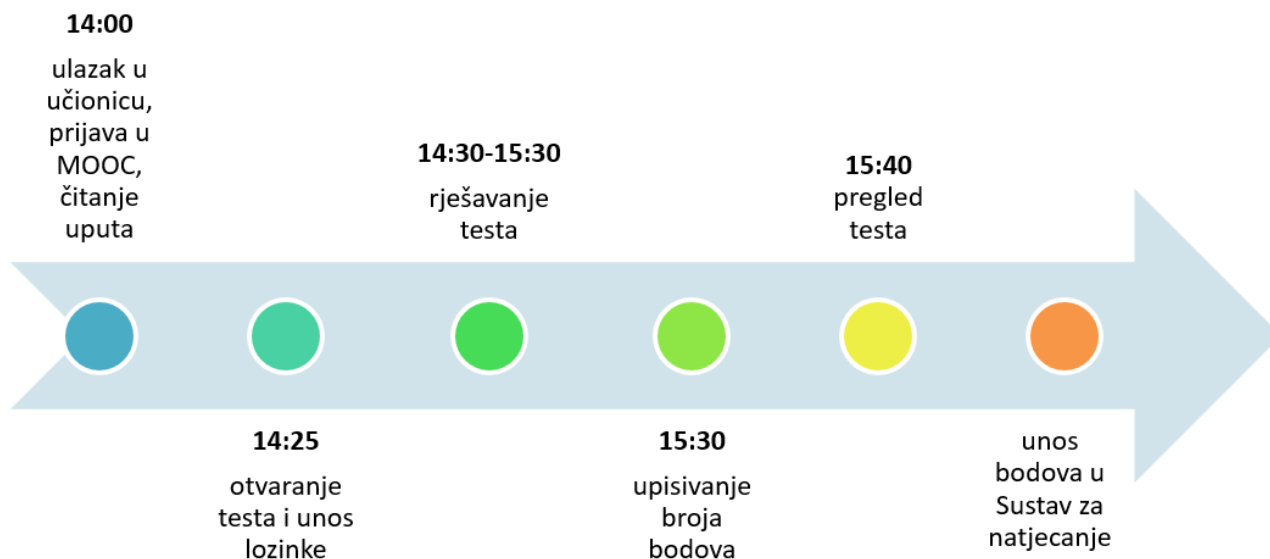 14:00
ulazak u
učionicu,
prijava u
MOOC,
čitanje
uputa
14:25
otvaranje
testa i unos
lozinke
14:30-15:30
rješavanje
testa
15:30
upisivanje
broja
bodova
15:40
pregled
testa
unos
bodova u
Sustav za
natjecanje